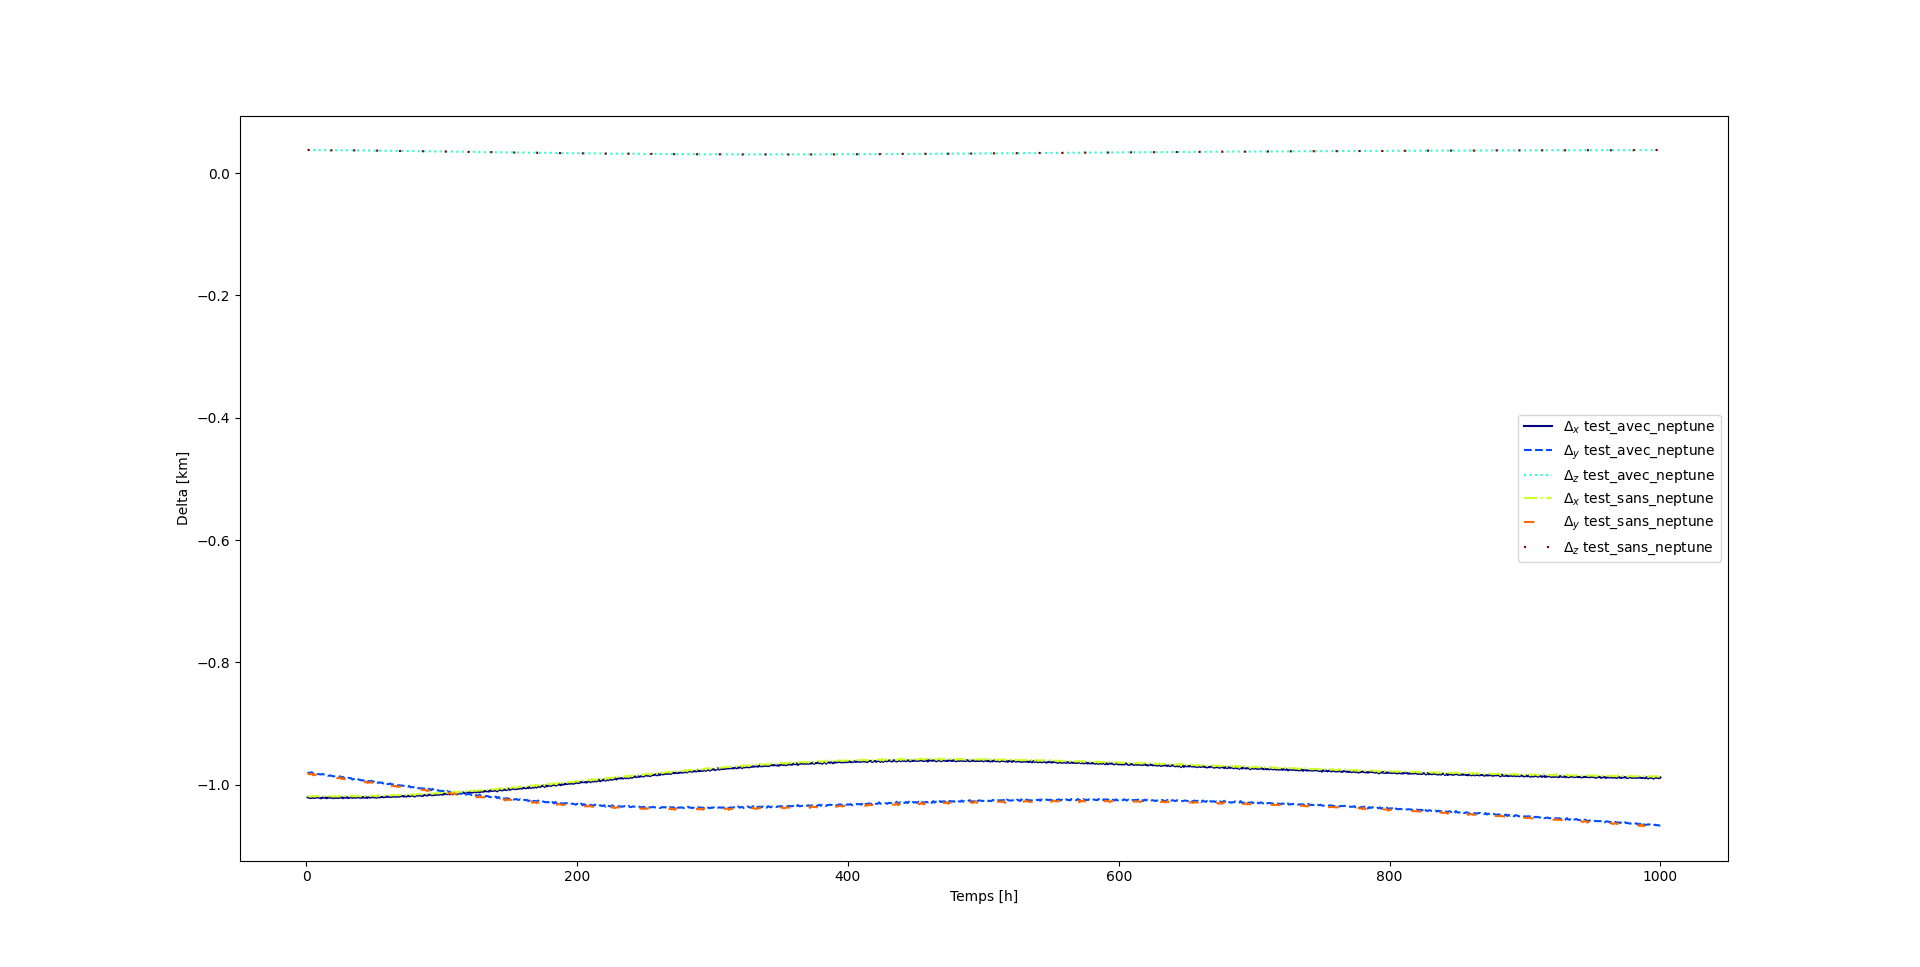 0.0
−0.2
−0.4
−0.6
−0.8
−1.0
Delta [km]
Δx test_avec_neptune
Δy test_avec_neptune
Δz test_avec_neptune
Δx test_sans_neptune
Δy test_sans_neptune
Δz test_sans_neptune
0 200 400 600 800 1000
Temps [h]